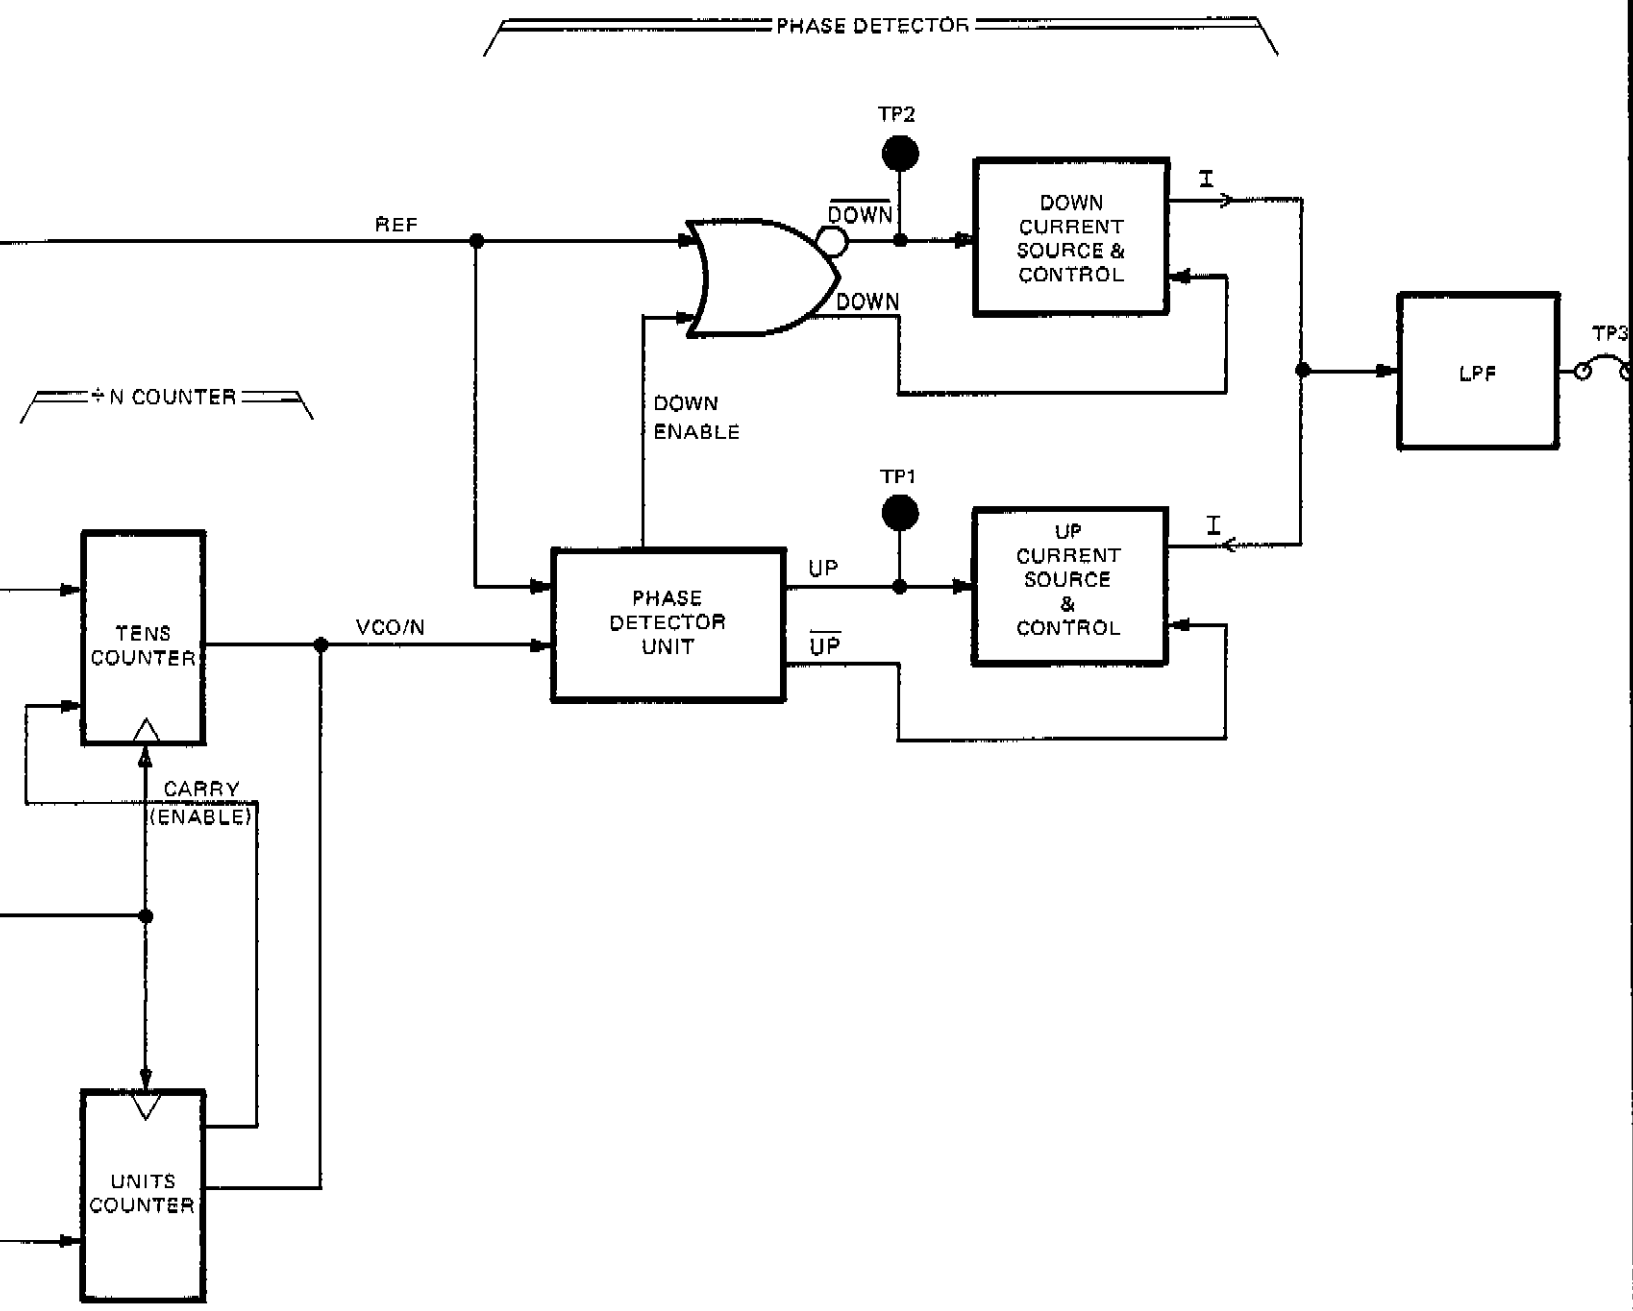 PHASE DETECTOR
TP2
REF
DOWN
DOWN
DOWN
CURRENT
SOURCE &
CONTROL
I
TP3
LPF
÷ N COUNTER
DOWN
ENABLE
TP1
I
UP
CURRENT
SOURCE
&
CONTROL
UP
UP
PHASE
DETECTOR
UNIT
VCO/N
TENS
COUNTER
CARRY
(ENABLE)
UNITS
COUNTER